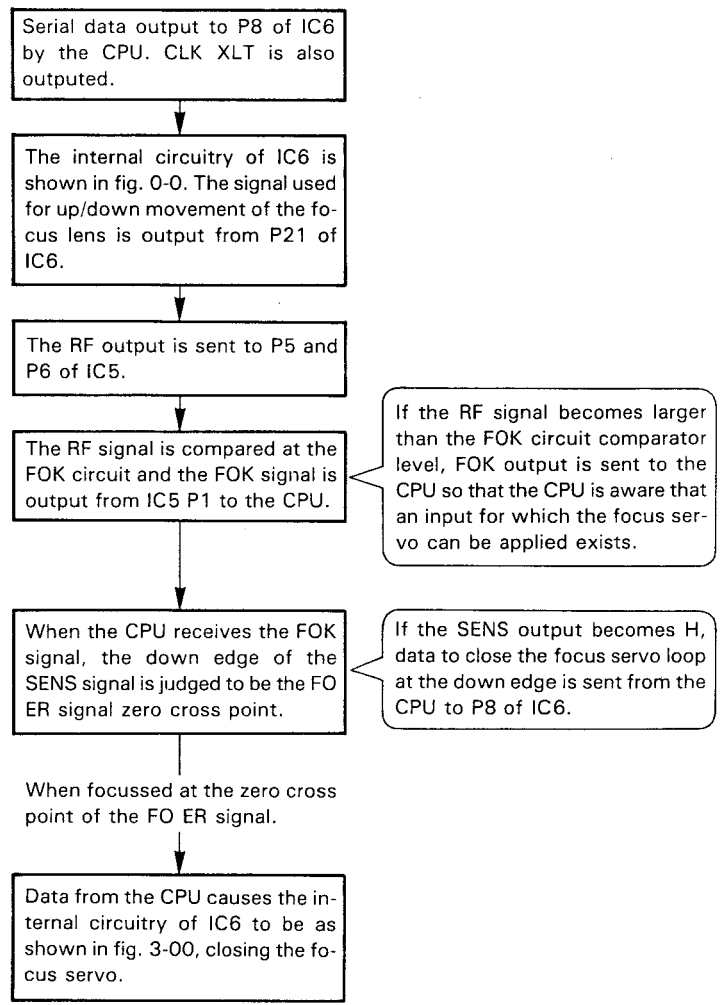 Serial data output to P8 of IC6
by the CPU. CLK XLT is also
outputed.
The internal circuitry of IC6 is
shown in fig. 0-0. The signal used
for up/down movement of the fo-
cus lens is output from P21 of
IC6.
The RF output is sent to P5 and
P6 of IC5.
The RF signal is compared at the
FOK circuit and the FOK signal is
output from IC5 P1 to the CPU.
If the RF signal becomes larger
than the FOK circuit comparator
level, FOK output is sent to the
CPU so that the CPU is aware that
an input for which the focus ser-
vo can be applied exists.
When the CPU receives the FOK
signal, the down edge of the
SENS signal is judged to be the FO
ER signal zero cross point.
If the SENS output becomes H,
data to close the focus servo loop
at the down edge is sent from the
CPU to P8 of IC6.
When focussed at the zero cross
point of the FO ER signal.
Data from the CPU causes the in-
ternal circuitry of IC6 to be as
shown in fig. 3-00, closing the fo-
cus servo.